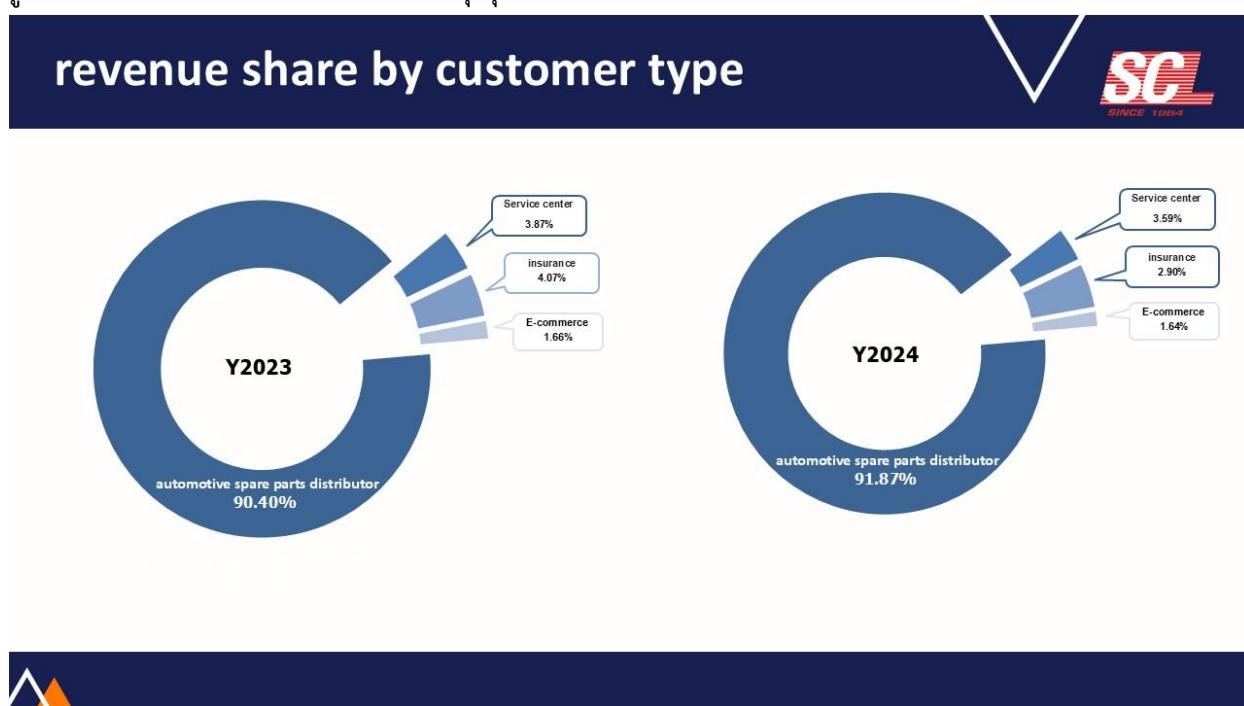 revenue share by customer type
SC
SINCE 1954
Service center
3.87%
insurance
4.07%
E-commerce
1.66%
Y2023
automotive spare parts distributor
90.40%
Service center
3.59%
insurance
2.90%
E-commerce
1.64%
Y2024
automotive spare parts distributor
91.87%